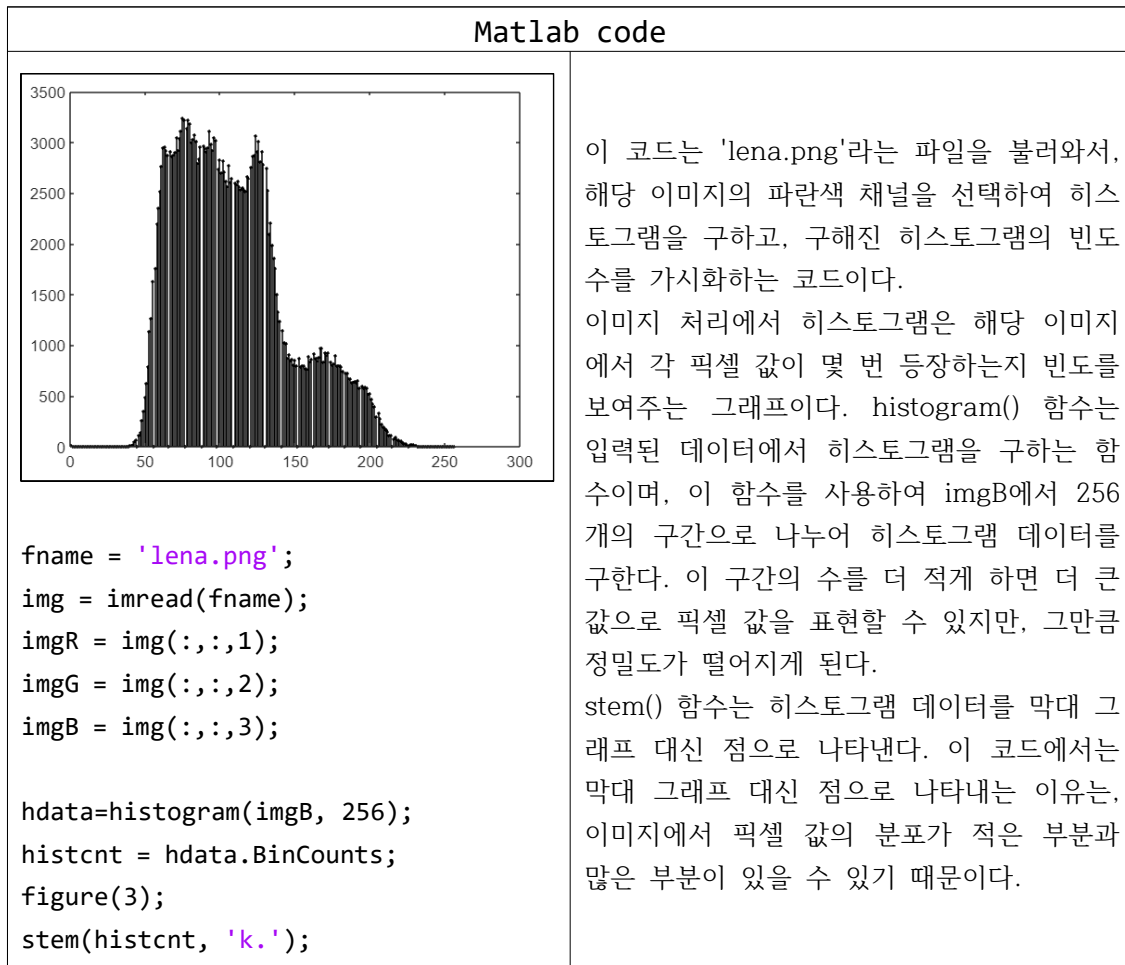 Matlab code
3500
3000
2500
2000
1500
1000
500
0
0 50 100 150 200 250 300
fname = 'lena.png';
img = imread(fname);
imgR = img(:,:,1);
imgG = img(:,:,2);
imgB = img(:,:,3);
hdata=histogram(imgB, 256);
histcnt = hdata.BinCounts;
figure(3);
stem(histcnt, 'k.');
이 코드는 'lena.png'라는 파일을 불러와서,
해당 이미지의 파란색 채널을 선택하여 히스
토그램을 구하고, 구해진 히스토그램의 빈도
수를 가시화하는 코드이다.
이미지 처리에서 히스토그램은 해당 이미지
에서 각 픽셀 값이 몇 번 등장하는지 빈도를
보여주는 그래프이다. histogram() 함수는
입력된 데이터에서 히스토그램을 구하는 함
수이며, 이 함수를 사용하여 imgB에서 256
개의 구간으로 나누어 히스토그램 데이터를
구한다. 이 구간의 수를 더 적게 하면 더 큰
값으로 픽셀 값을 표현할 수 있지만, 그만큼
정밀도가 떨어지게 된다.
stem() 함수는 히스토그램 데이터를 막대 그
래프 대신 점으로 나타낸다. 이 코드에서는
막대 그래프 대신 점으로 나타내는 이유는,
이미지에서 픽셀 값의 분포가 적은 부분과
많은 부분이 있을 수 있기 때문이다.